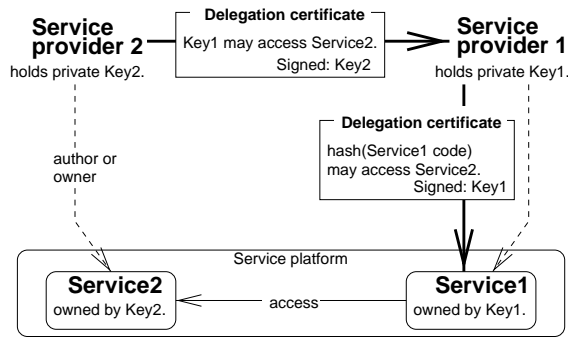 Service
provider 2
holds private Key2.
Delegation certificate
Key1 may access Service2.
Signed: Key2
Service
provider 1
holds private Key1.
Delegation certificate
hash(Service1 code)
may access Service2.
Signed: Key1
author or
owner
Service platform
Service2
owned by Key2.
access
Service1
owned by Key1.